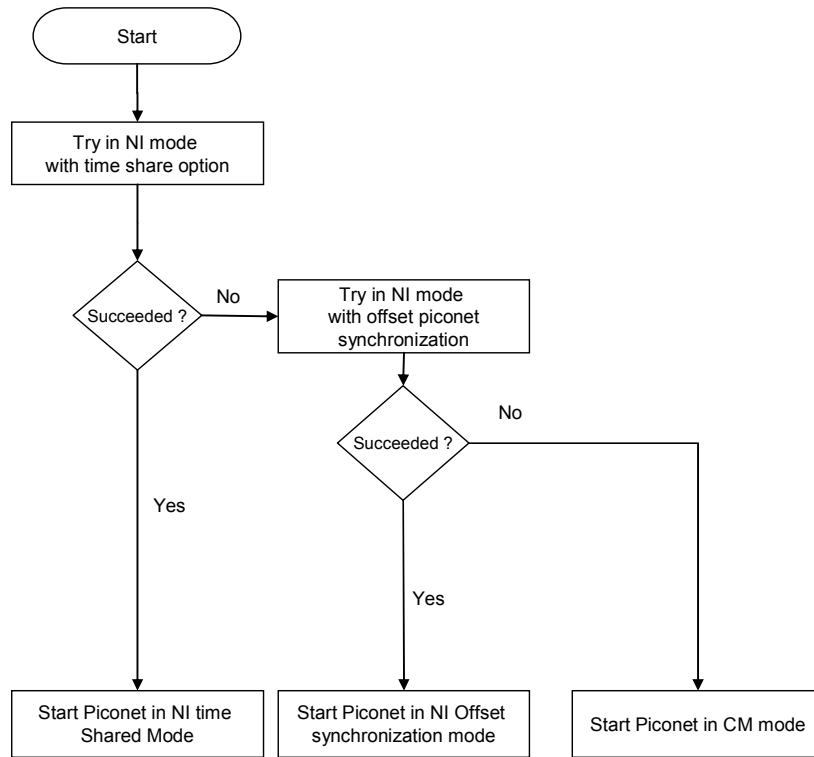 Start
Try in NI mode
with time share option
Succeeded ?
No
Try in NI mode
with offset piconet
synchronization
Succeeded ?
No
Yes
Yes
Start Piconet in NI time
Shared Mode
Start Piconet in NI Offset
synchronization mode
Start Piconet in CM mode